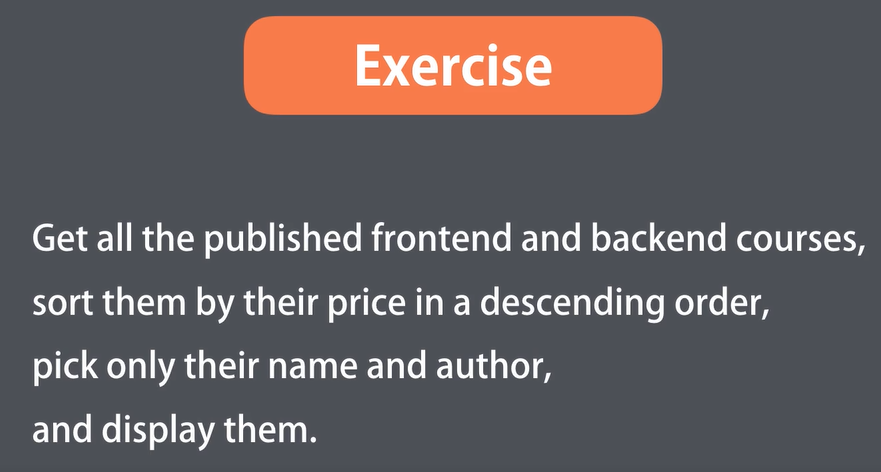 Exercise
Get all the published frontend and backend courses,
sort them by their price in a descending order,
pick only their name and author,
and display them.